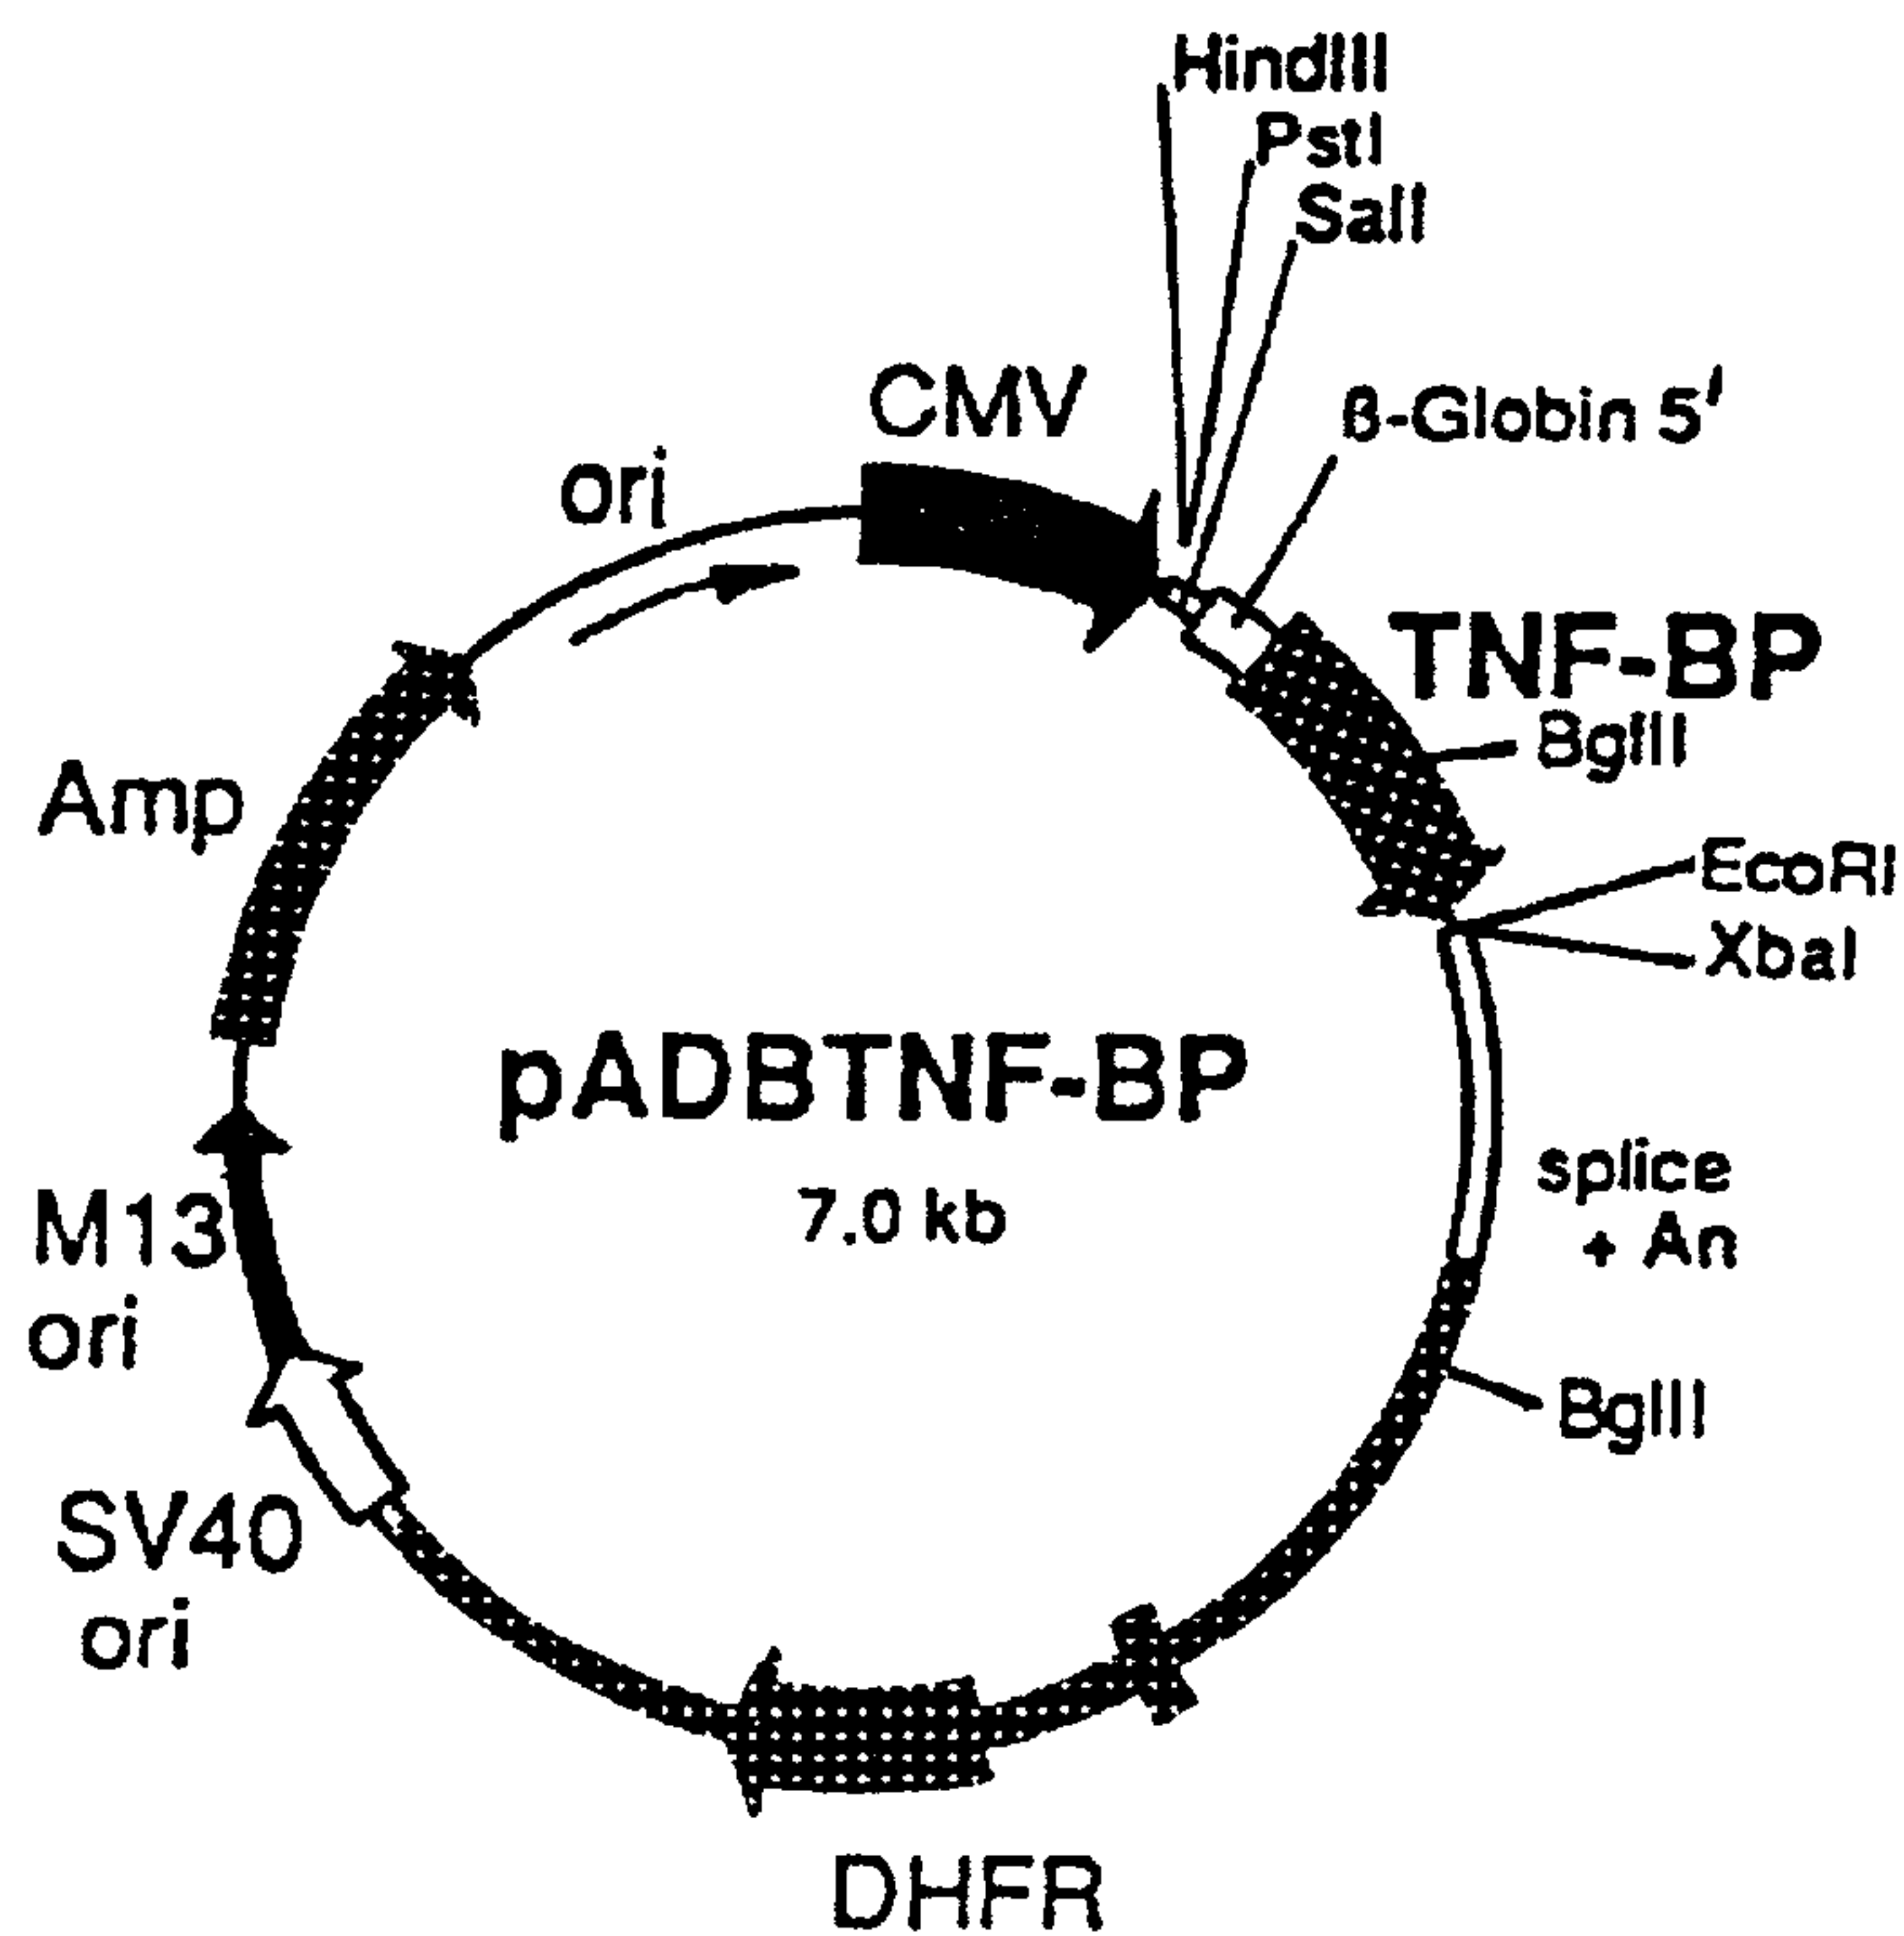 HindIII
PstI
SalI
CMV
ß-Globin 5'
ori
TNF-BP
BglII
Amp
EcoRI
XbaI
pADBTNF-BP
7.0 kb
splice
+ An
M13
ori
BglII
SV40
ori
DHFR